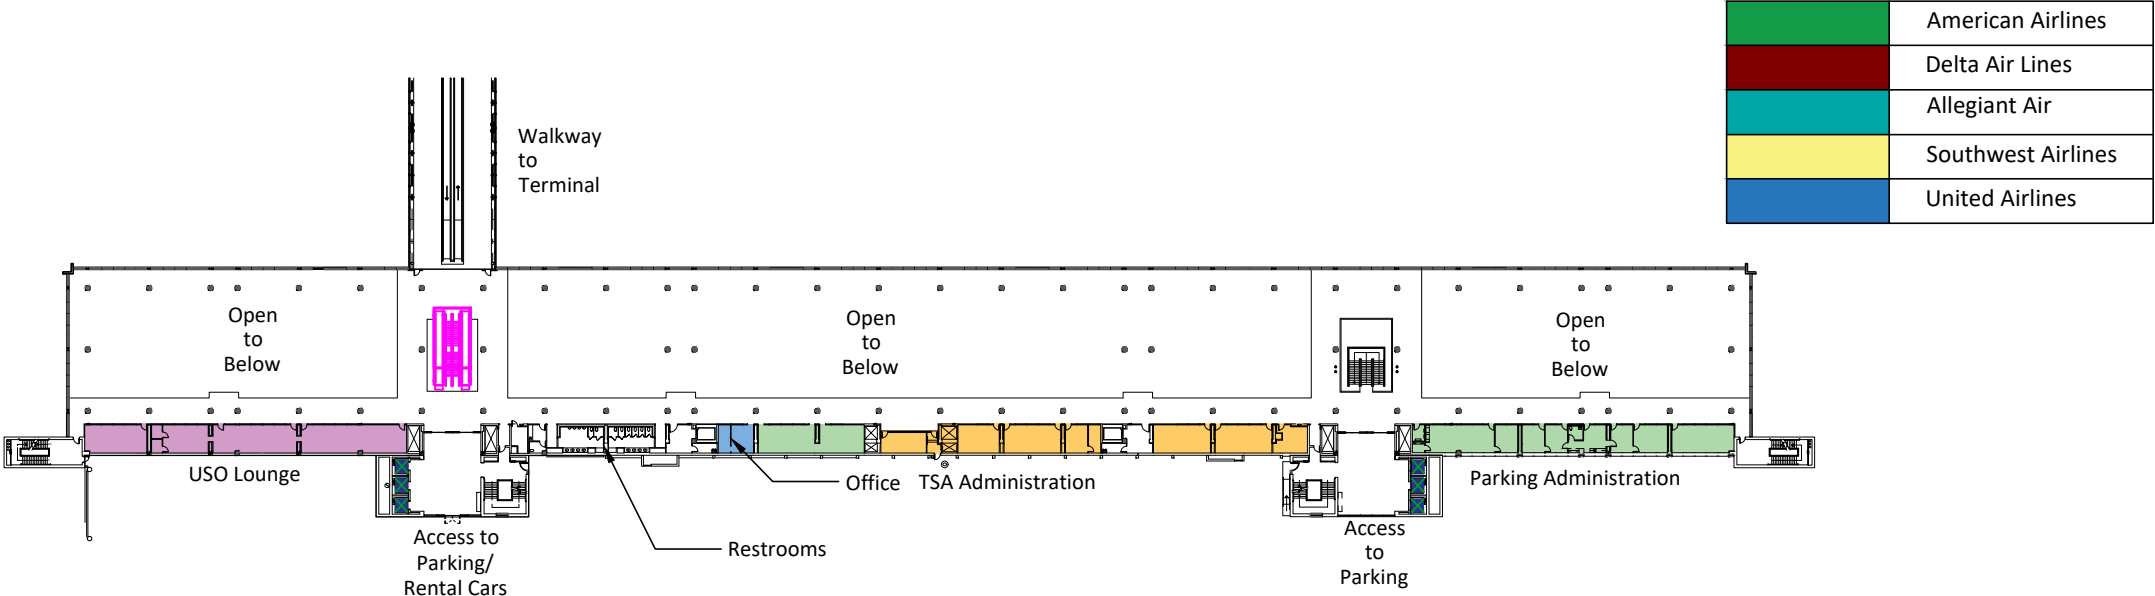 American Airlines
Delta Air Lines
Allegiant Air
Southwest Airlines
United Airlines
Walkway
to
Terminal
Open
to
Below
Open
to
Below
Open
to
Below
USO Lounge
Office
TSA Administration
Parking Administration
Restrooms
Access to
Parking/
Rental Cars
Access
to
Parking